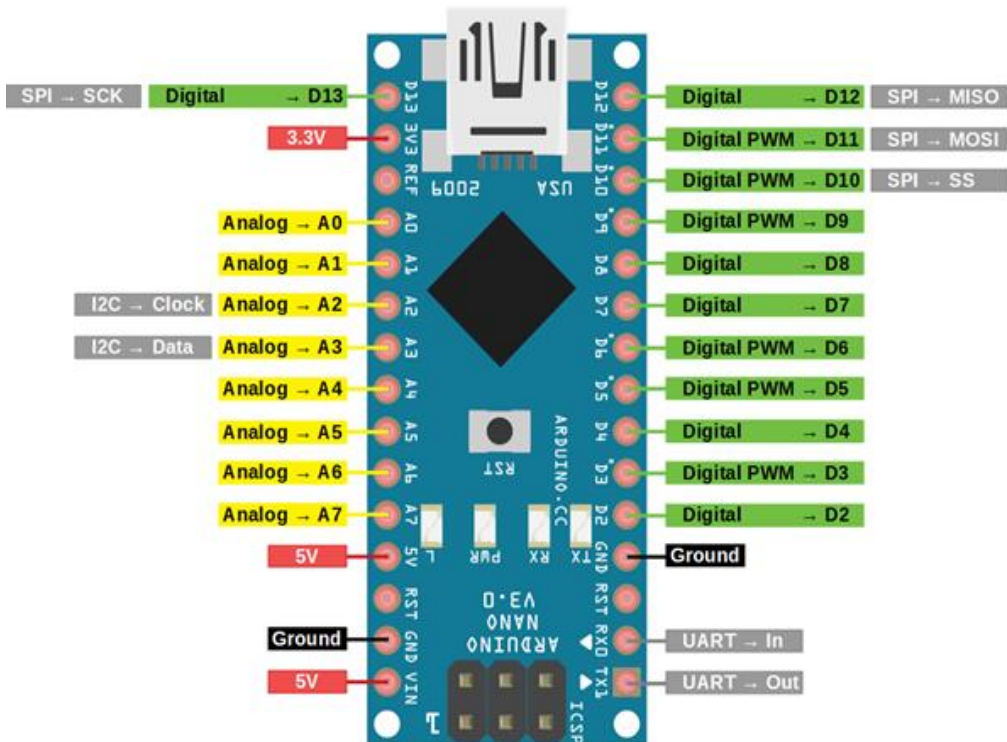 SPI → SCK Digital → D13 D13 D12 Digital → D12 SPI → MISO
3.3V 3V3 D11 Digital PWM → D11 SPI → MOSI
REF 2009 USA D10 Digital PWM → D10 SPI → SS
Analog → A0 A0 D9 Digital PWM → D9
Analog → A1 A1 D8 Digital → D8
I2C → Clock Analog → A2 A2 D7 Digital → D7
I2C → Data Analog → A3 A3 D6 Digital PWM → D6
Analog → A4 A4 D5 Digital PWM → D5
Analog → A5 A5 D4 Digital → D4
Analog → A6 A6 RST D3 Digital PWM → D3
ARDUINO.CC
Analog → A7 A7 D2 Digital → D2
5V 5V L PWR RX TX GND Ground
RST RST
ARDUINO
NANO
V3.0
Ground GND RX0 UART → In
5V VIN TX1 UART → Out
1 ICSP